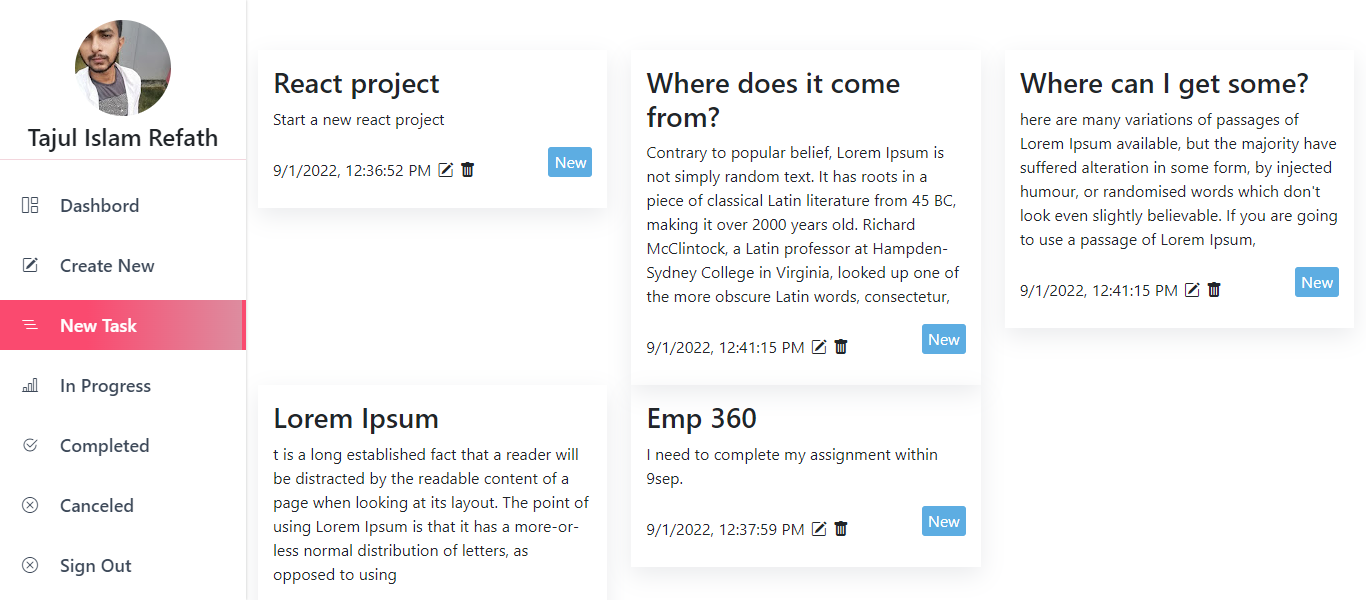 Tajul Islam Refath
Dashbord
Create New
New Task
In Progress
Completed
Canceled
Sign Out
React project
Start a new react project
9/1/2022, 12:36:52 PM
New
Where does it come
from?
Contrary to popular belief, Lorem Ipsum is
not simply random text. It has roots in a
piece of classical Latin literature from 45 BC,
making it over 2000 years old. Richard
McClintock, a Latin professor at Hampden-
Sydney College in Virginia, looked up one of
the more obscure Latin words, consectetur,
9/1/2022, 12:41:15 PM
New
Where can I get some?
here are many variations of passages of
Lorem Ipsum available, but the majority have
suffered alteration in some form, by injected
humour, or randomised words which don't
look even slightly believable. If you are going
to use a passage of Lorem Ipsum,
9/1/2022, 12:41:15 PM
New
Lorem Ipsum
t is a long established fact that a reader will
be distracted by the readable content of a
page when looking at its layout. The point of
using Lorem Ipsum is that it has a more-or-
less normal distribution of letters, as
opposed to using
Emp 360
I need to complete my assignment within
9sep.
9/1/2022, 12:37:59 PM
New